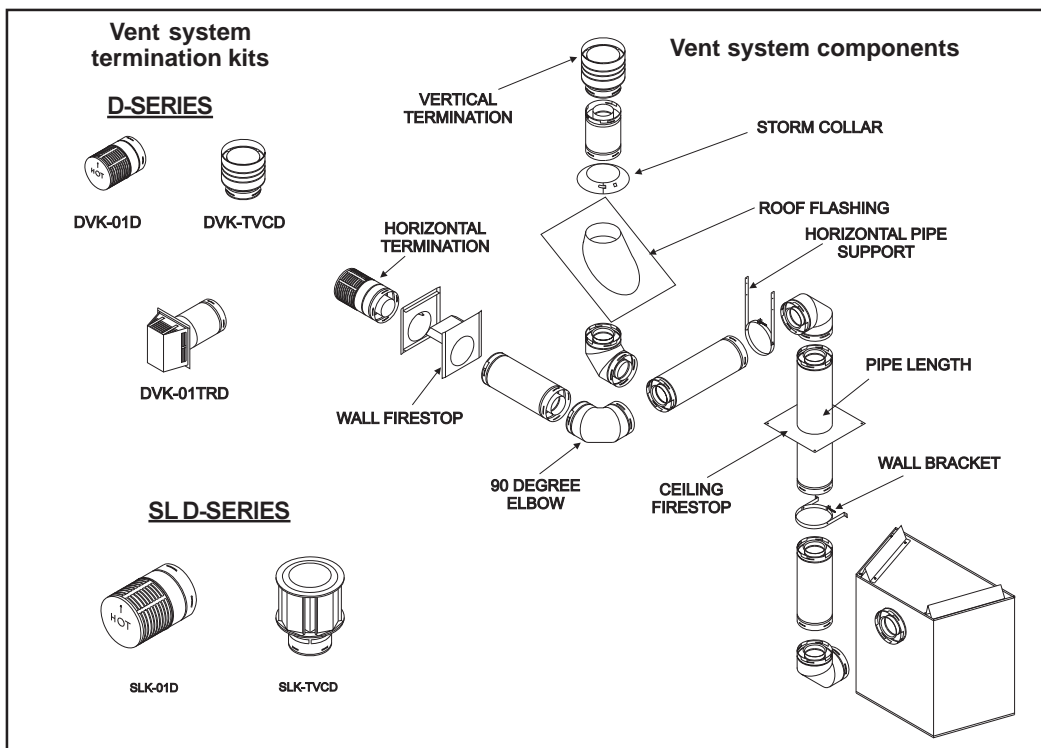 Vent system
termination kits
D-SERIES
HOT
DVK-01D
DVK-TVCD
DVK-01TRD
SL D-SERIES
HOT
SLK-01D
SLK-TVCD
Vent system components
VERTICAL
TERMINATION
STORM COLLAR
ROOF FLASHING
HORIZONTAL
TERMINATION
HORIZONTAL PIPE
SUPPORT
WALL FIRESTOP
PIPE LENGTH
90 DEGREE
ELBOW
CEILING
FIRESTOP
WALL BRACKET